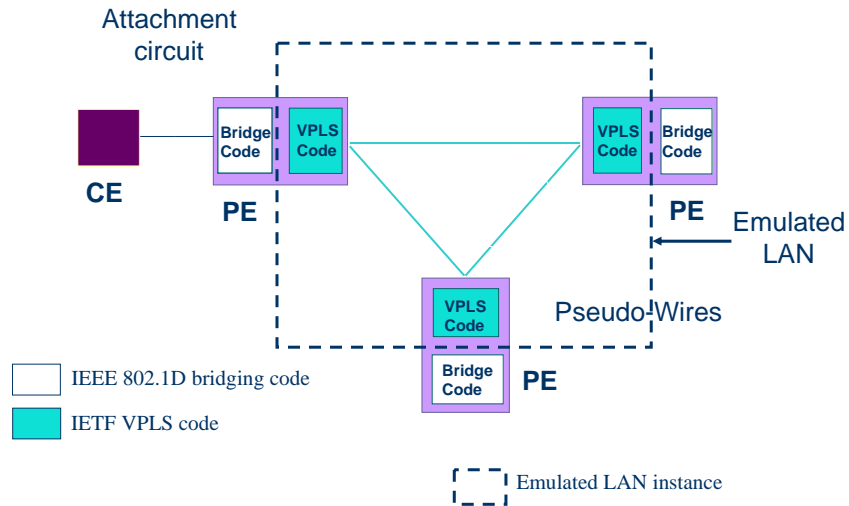 Attachment
circuit
Bridge
Code
VPLS
Code
VPLS
Code
Bridge
Code
CE
PE
PE
Emulated
LAN
VPLS
Code
Pseudo-Wires
Bridge
Code
PE
IEEE 802.1D bridging code
IETF VPLS code
Emulated LAN instance